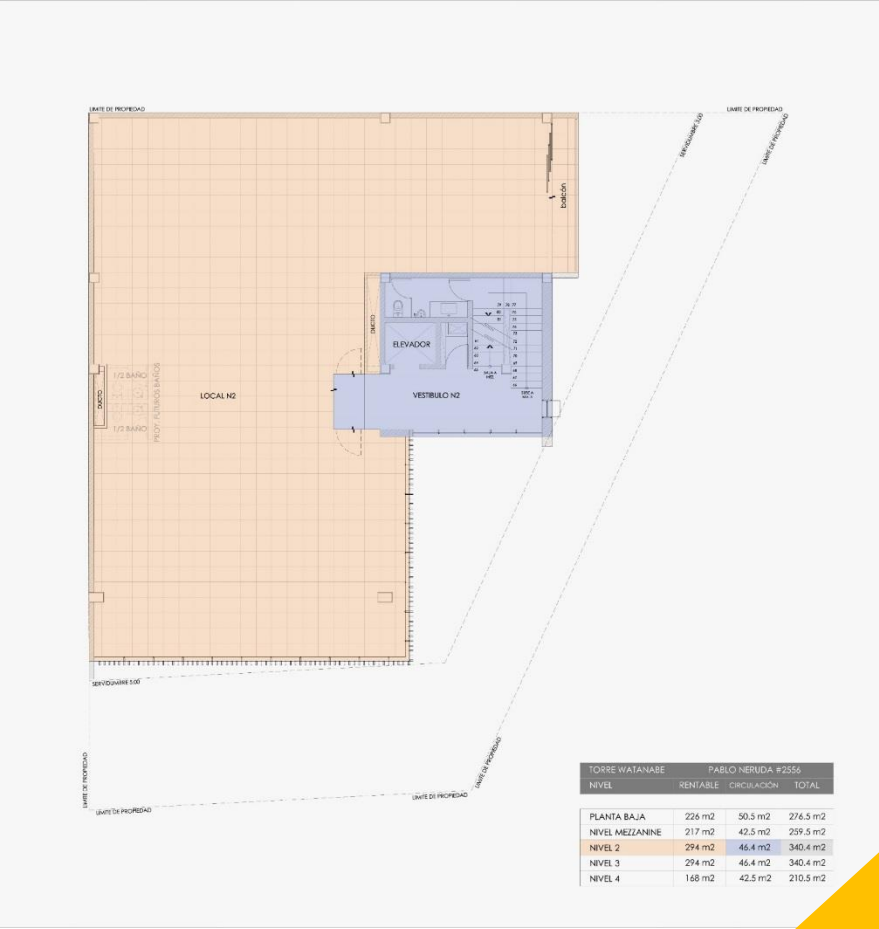 LIMITE DE PROPIEDAD
LIMITE DE PROPIEDAD
SERVIDUMBRE 5.00
LIMITE DE PROPIEDAD
balcón
DUCTO
ELEVADOR
1/2 BAÑO
DUCTO
LOCAL N2
VESTIBULO N2
1/2 BAÑO
PROY. FUTUROS BAÑOS
SERVIDUMBRE 5.00
LIMITE DE PROPIEDAD
LIMITE DE PROPIEDAD
LIMITE DE PROPIEDAD
LIMITE DE PROPIEDAD
TORRE WATANABE PABLO NERUDA #2556
NIVEL RENTABLE CIRCULACIÓN TOTAL
PLANTA BAJA 226 m2 50.5 m2 276.5 m2
NIVEL MEZZANINE 217 m2 42.5 m2 259.5 m2
NIVEL 2 294 m2 46.4 m2 340.4 m2
NIVEL 3 294 m2 46.4 m2 340.4 m2
NIVEL 4 168 m2 42.5 m2 210.5 m2